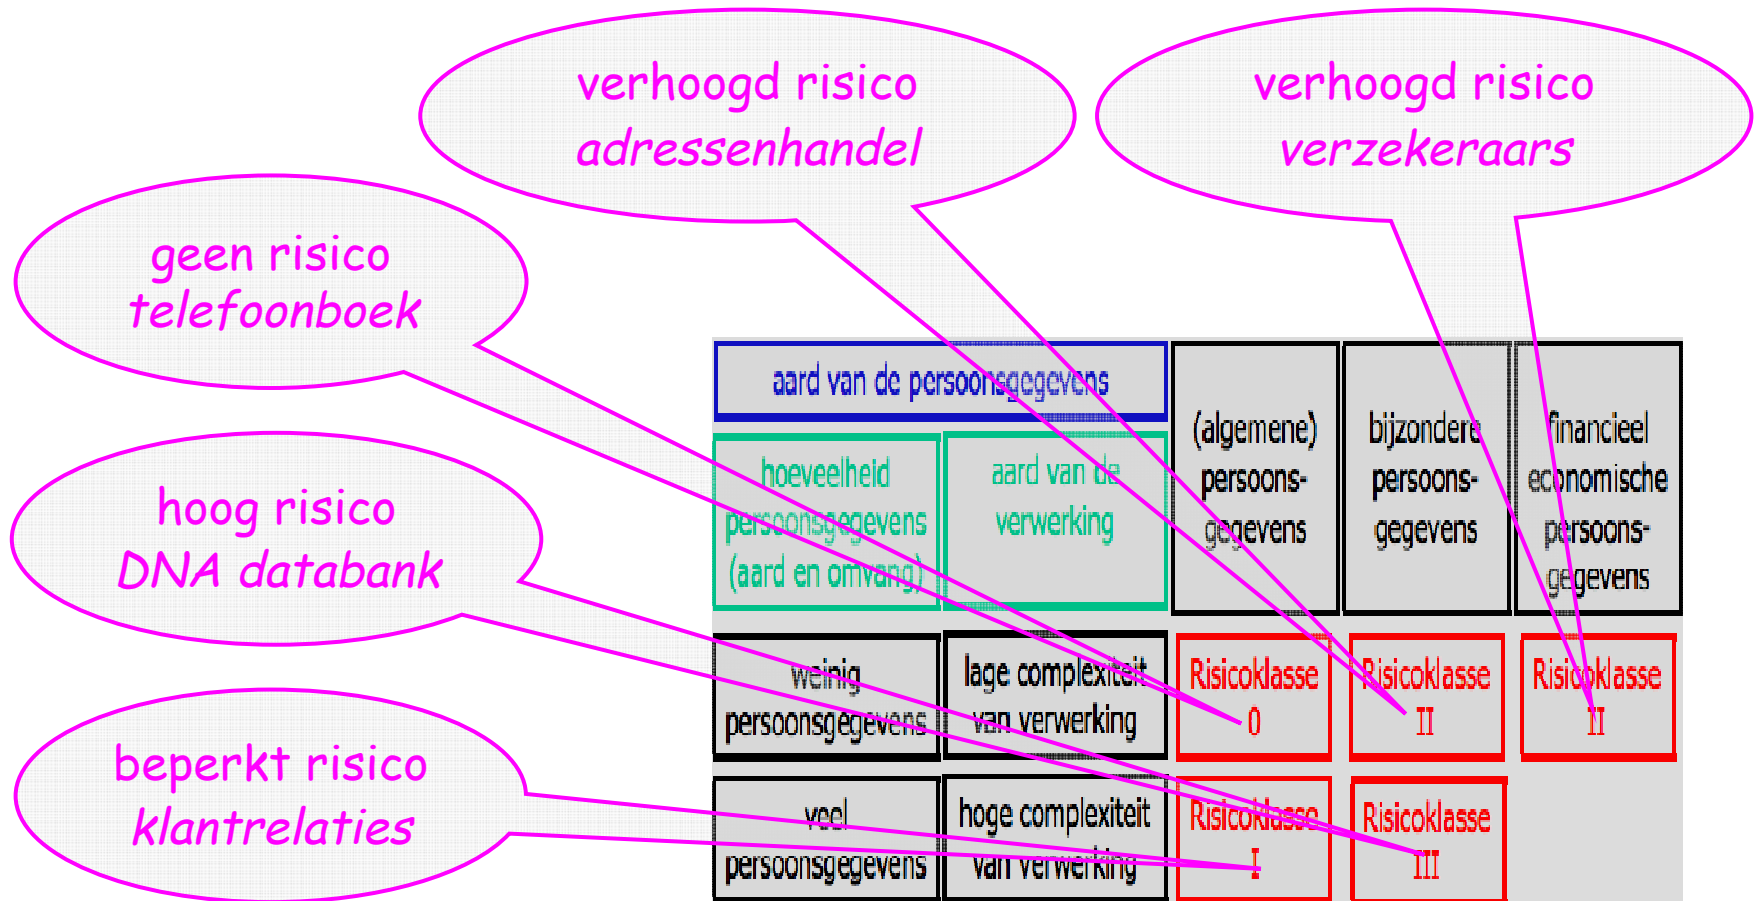 verhoogd risico
adressenhandel
verhoogd risico
verzekeraars
geen risico
telefoonboek
hoog risico
DNA databank
beperkt risico
klantrelaties
aard van de persoonsgegevens
hoeveelheid
persoonsgegevens
(aard en omvang)
aard van de
verwerking
(algemene)
persoons-
gegevens
bijzondere
persoons-
gegevens
financieel
economische
persoons-
gegevens
weinig
persoonsgegevens
lage complexiteit
van verwerking
Risicoklasse
0
Risicoklasse
II
Risicoklasse
II
veel
persoonsgegevens
hoge complexiteit
van verwerking
Risicoklasse
I
Risicoklasse
III